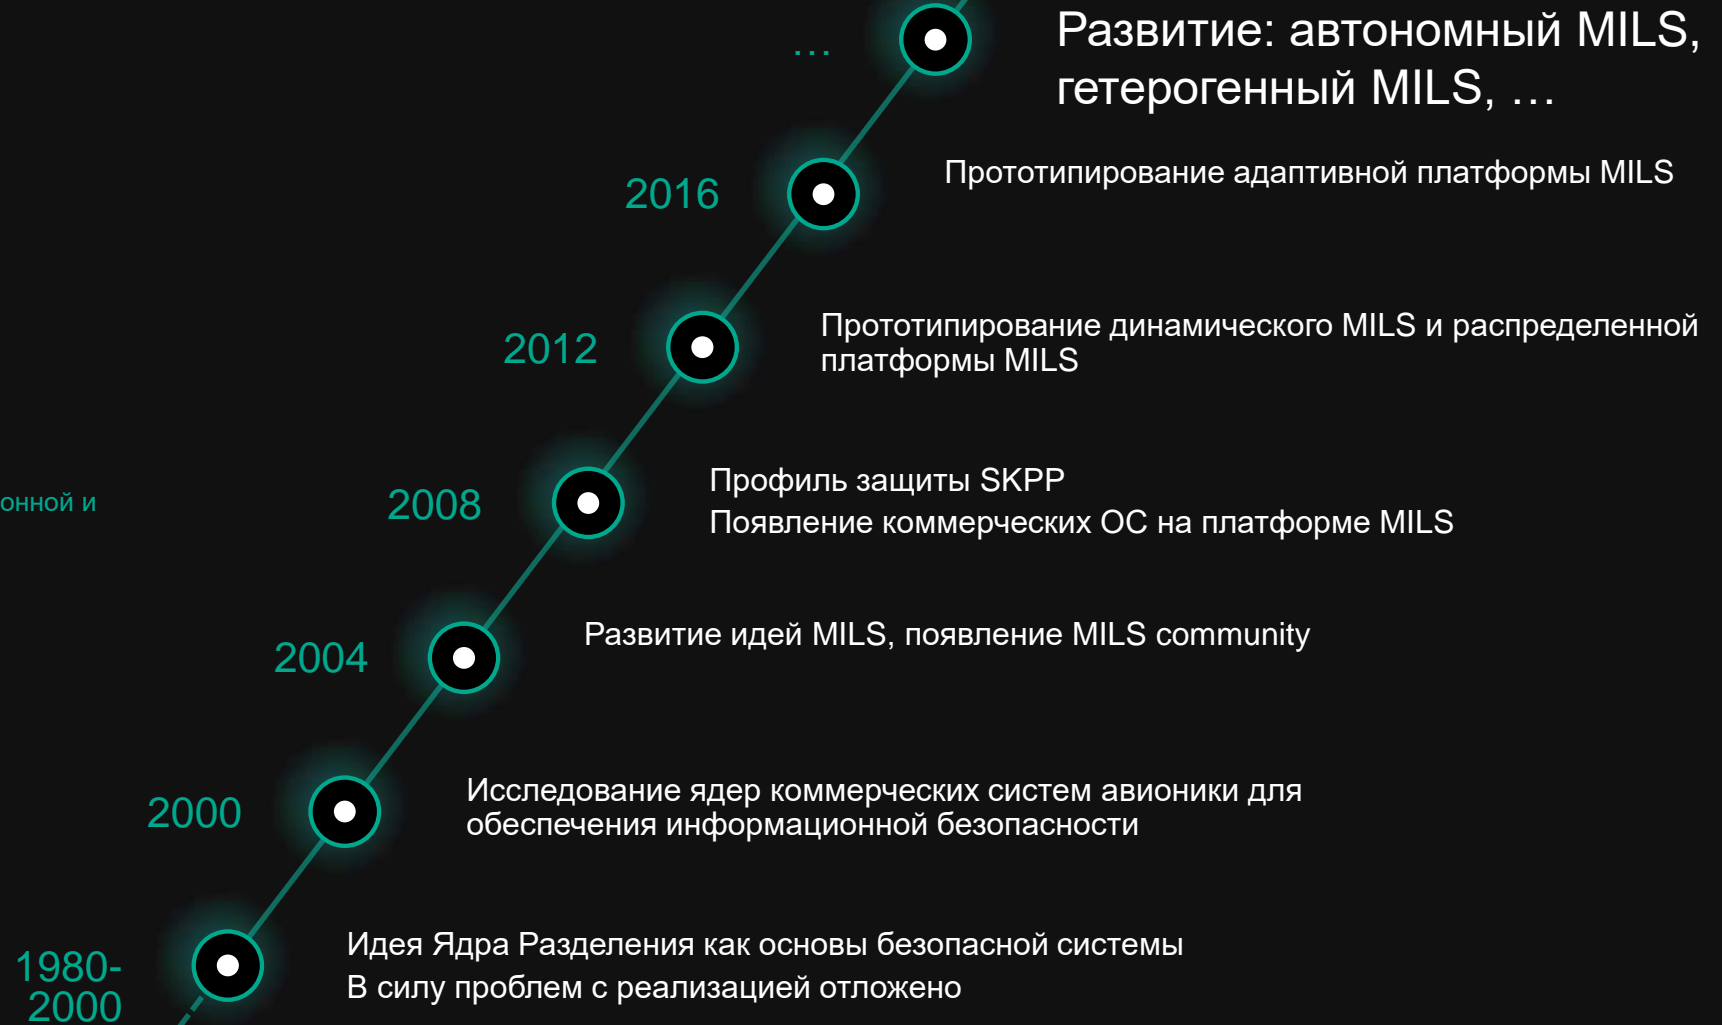 …
Развитие: автономный MILS,
гетерогенный MILS, …
2016
Прототипирование адаптивной платформы MILS
2012
Прототипирование динамического MILS и распределенной
платформы MILS
онной и
2008
Профиль защиты SKPP
Появление коммерческих ОС на платформе MILS
2004
Развитие идей MILS, появление MILS community
2000
Исследование ядер коммерческих систем авионики для
обеспечения информационной безопасности
1980-
2000
Идея Ядра Разделения как основы безопасной системы
В силу проблем с реализацией отложено